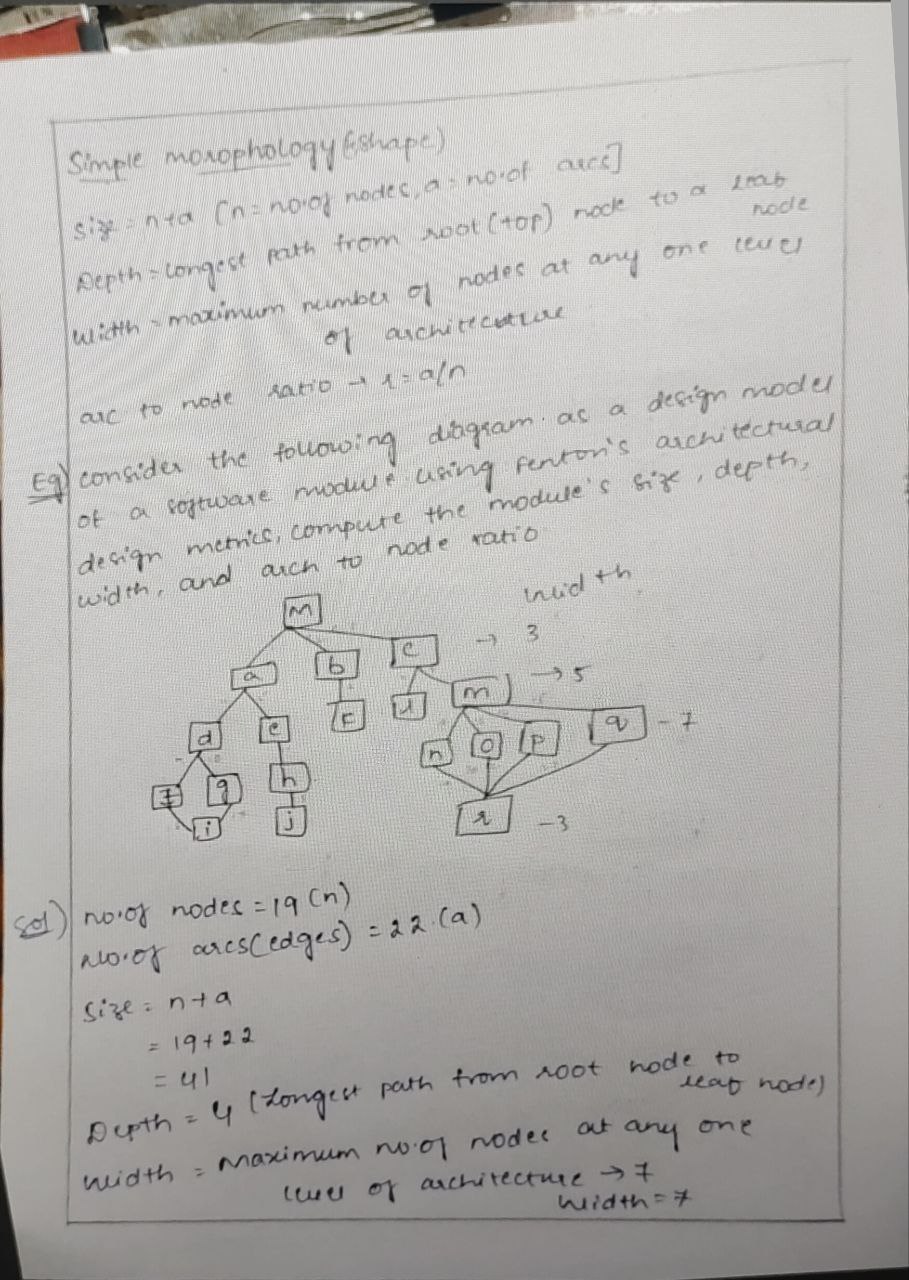 Simple morophology (shape)
size = n+a [n = no.of nodes, a = no.of arcs]
Depth = longest path from root (top) node to a leaf
node
Width = maximum number of nodes at any one level
of architecture
arc to node ratio → r = a/n
Eg) consider the following diagram as a design model
of a software module using Fenton's architectural
design metrics, compute the module's size, depth,
width, and arch to node ratio
width
M
a b c → 3
d e k l m → 5
f g h n o p q - 7
i j r - 3
Sol) no.of nodes = 19 (n)
No.of arcs(edges) = 22 (a)
size = n+a
= 19+22
= 41
Depth = 4 (Longest path from root node to
leaf node)
width = Maximum no.of nodes at any one
level of architecture → 7
Width = 7